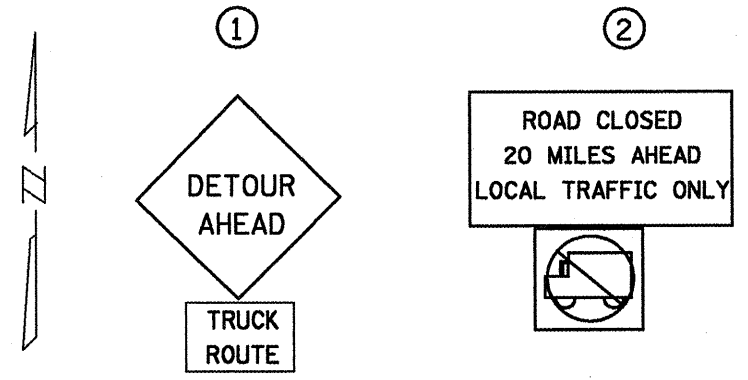 1
2
N
DETOUR
AHEAD
TRUCK
ROUTE
ROAD CLOSED
20 MILES AHEAD
LOCAL TRAFFIC ONLY